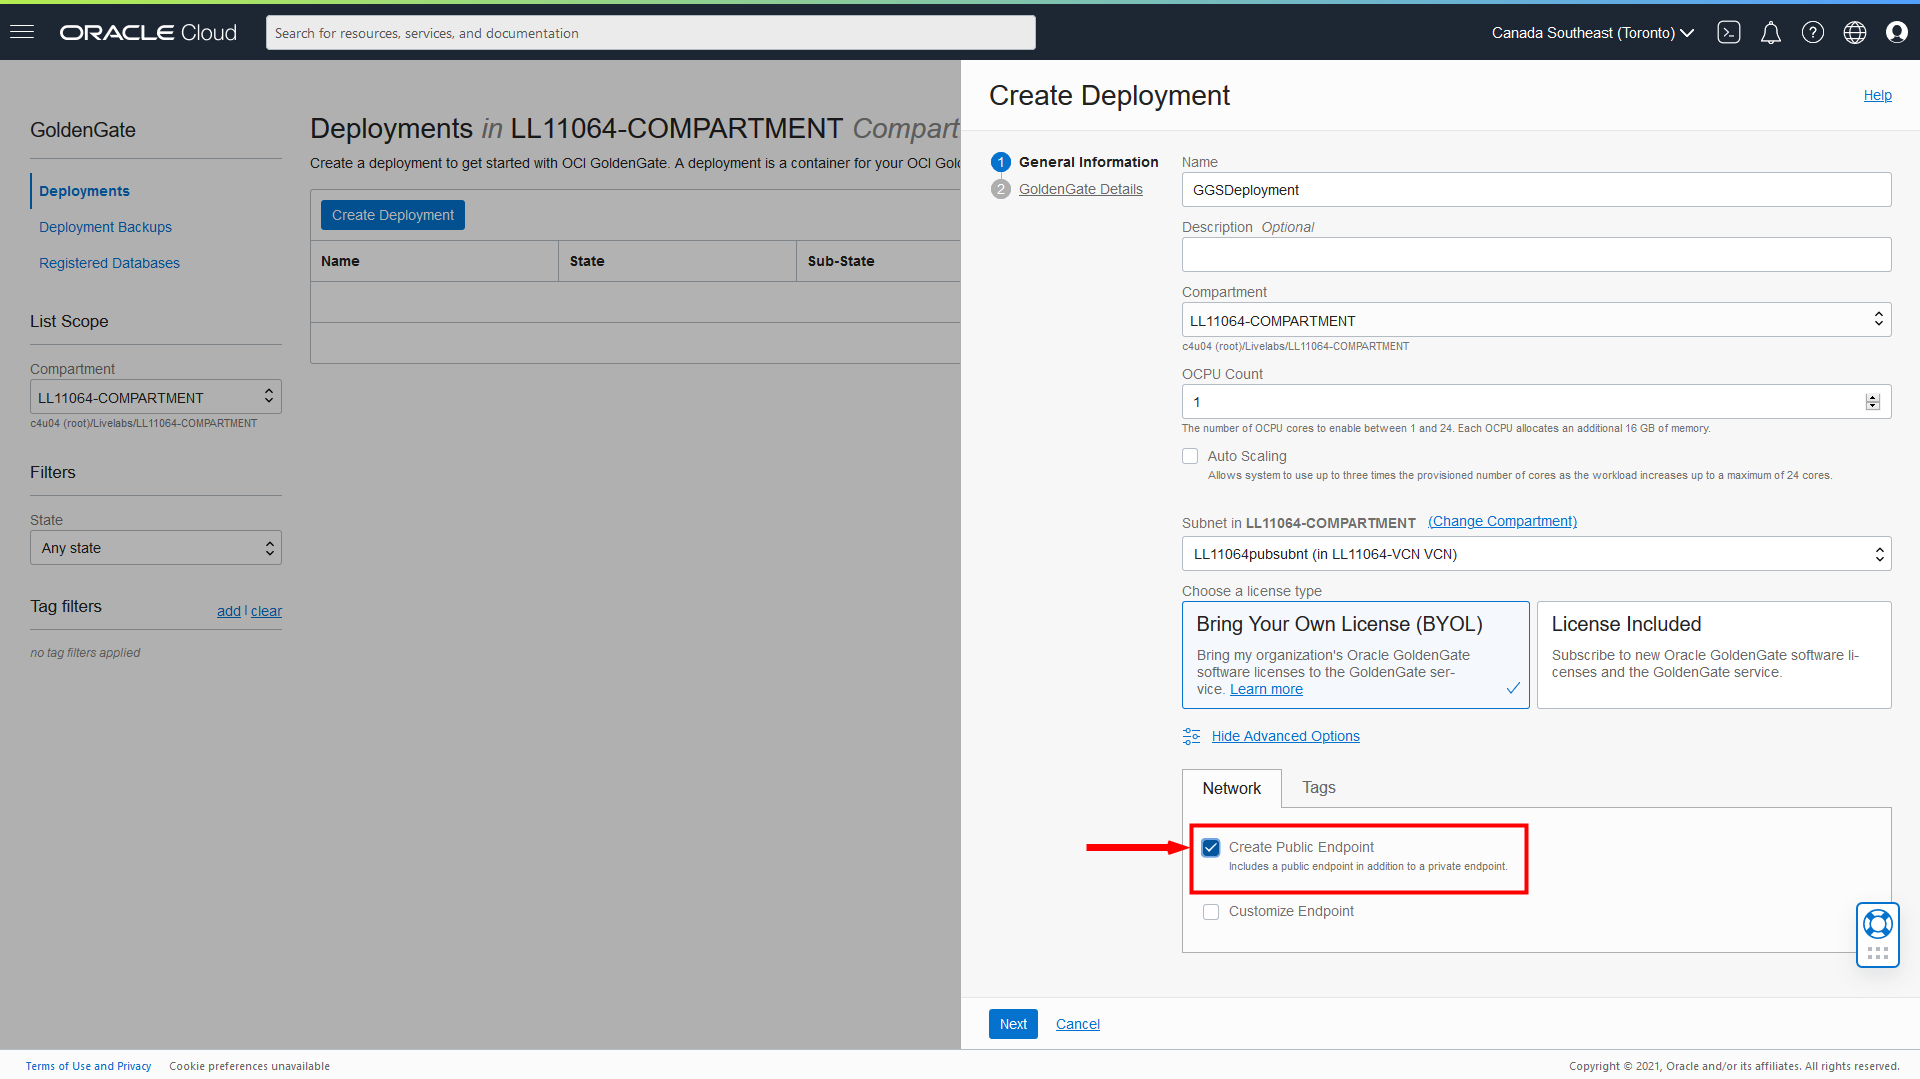 ORACLE Cloud
Search for resources, services, and documentation
Canada Southeast (Toronto)
GoldenGate
Deployments
Deployment Backups
Registered Databases
List Scope
Compartment
LL11064-COMPARTMENT
c4u04 (root)/Livelabs/LL11064-COMPARTMENT
Filters
State
Any state
Tag filters
add | clear
no tag filters applied
Deployments in LL11064-COMPARTMENT Compart
Create a deployment to get started with OCI GoldenGate. A deployment is a container for your OCI Gol
Create Deployment
Name State Sub-State
Create Deployment
Help
1 General Information
2 GoldenGate Details
Name
GGSDeployment
Description Optional
Compartment
LL11064-COMPARTMENT
c4u04 (root)/Livelabs/LL11064-COMPARTMENT
OCPU Count
1
The number of OCPU cores to enable between 1 and 24. Each OCPU allocates an additional 16 GB of memory.
Auto Scaling
Allows system to use up to three times the provisioned number of cores as the workload increases up to a maximum of 24 cores.
Subnet in LL11064-COMPARTMENT (Change Compartment)
LL11064pubsubnt (in LL11064-VCN VCN)
Choose a license type
Bring Your Own License (BYOL)
Bring my organization's Oracle GoldenGate
software licenses to the GoldenGate ser-
vice. Learn more
License Included
Subscribe to new Oracle GoldenGate software li-
censes and the GoldenGate service.
Hide Advanced Options
Network Tags
Create Public Endpoint
Includes a public endpoint in addition to a private endpoint.
Customize Endpoint
Next Cancel
Terms of Use and Privacy Cookie preferences unavailable
Copyright © 2021, Oracle and/or its affiliates. All rights reserved.